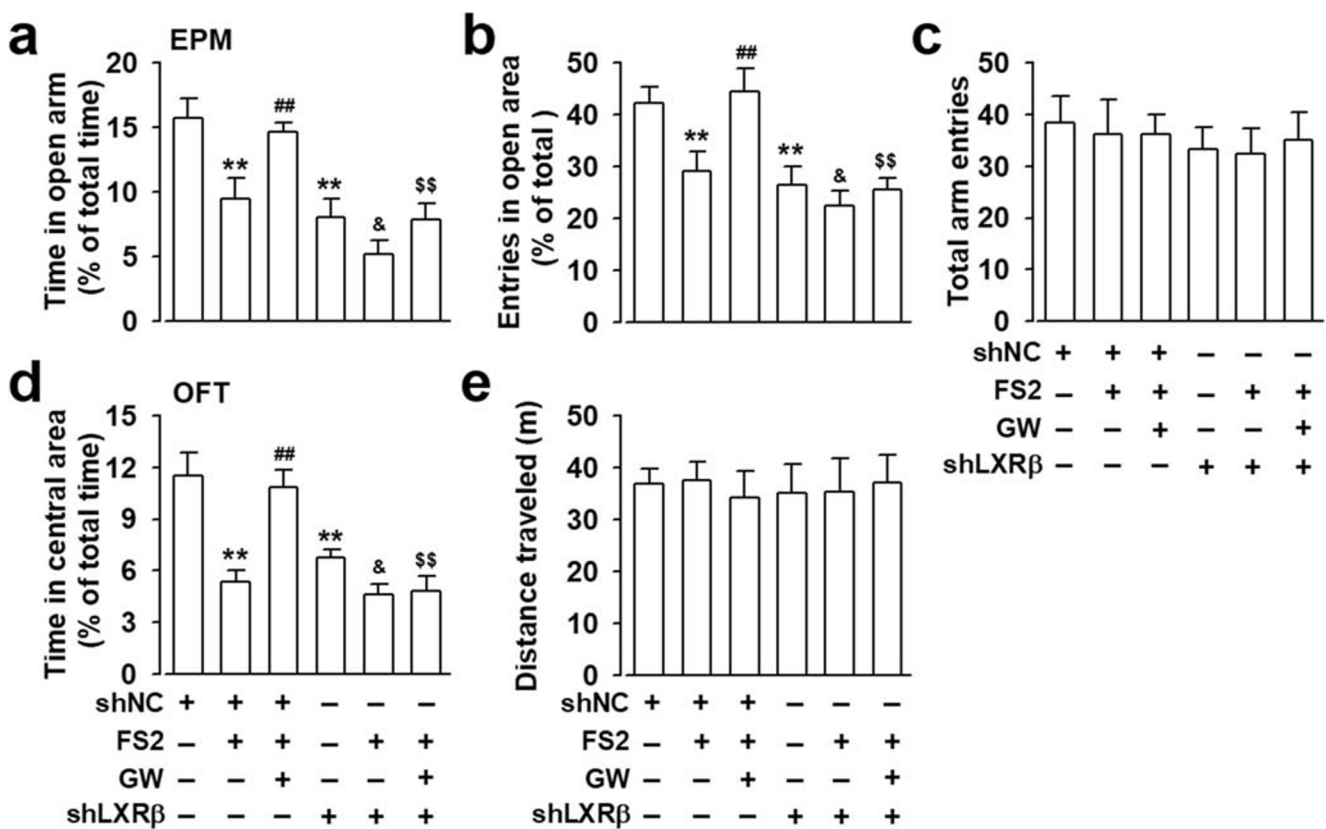 a EPM
Time in open arm
(% of total time)
20
15
10
5
0
**
##
**
&
$$
b
Entries in open area
(% of total )
50
40
30
20
10
0
**
##
**
&
$$
c
Total arm entries
50
40
30
20
10
0
shNC + + + – – –
FS2 – + + – + +
GW – – + – – +
shLXRβ – – – + + +
d OFT
Time in central area
(% of total time)
15
12
9
6
3
0
**
##
**
&
$$
shNC + + + – – –
FS2 – + + – + +
GW – – + – – +
shLXRβ – – – + + +
e
Distance traveled (m)
50
40
30
20
10
0
shNC + + + – – –
FS2 – + + – + +
GW – – + – – +
shLXRβ – – – + + +